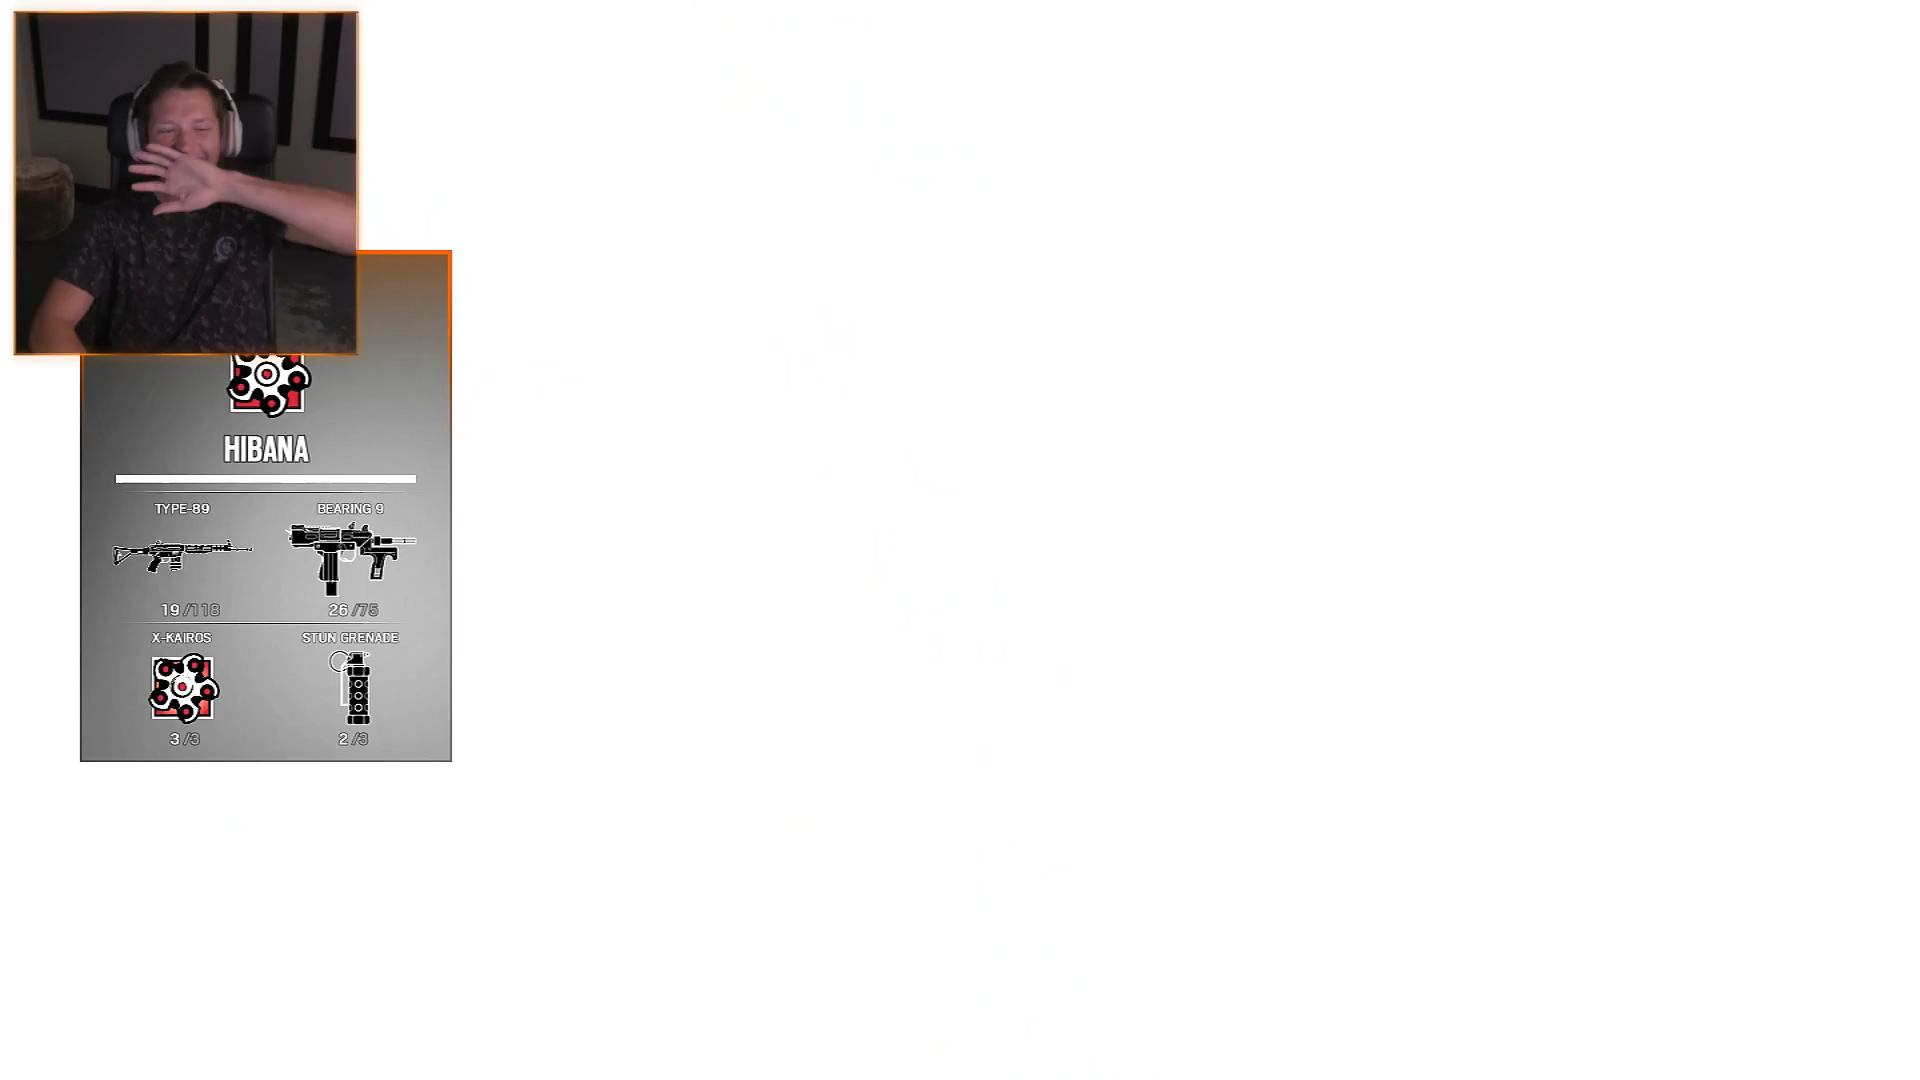 HIBANA
TYPE-89 BEARING 9
19/118 26/75
X-KAIROS STUN GRENADE
3/3 2/3